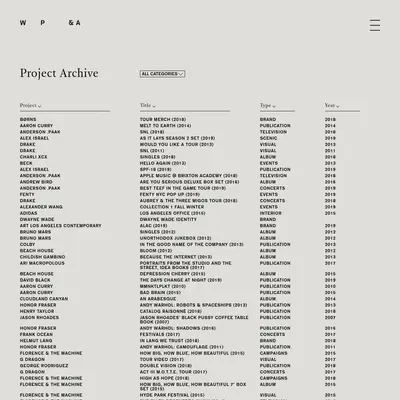 W P &A
Project Archive
ALL CATEGORIES
Project Title Type Year
BØRNS TOUR MERCH (2018) BRAND 2018
AARON CURRY MELT TO EARTH (2014) PUBLICATION 2014
ANDERSON .PAAK SNL (2018) TELEVISION 2018
ALEX ISRAEL AS IT LAYS SEASON 2 SET (2019) SCENIC 2019
DRAKE WOULD YOU LIKE A TOUR (2013) VISUAL 2013
DRAKE SNL (2011) VISUAL 2011
CHARLI XCX SINGLES (2018) ALBUM 2018
BECK HELLO AGAIN (2013) EVENTS 2013
ALEX ISRAEL SPF-18 (2019) PUBLICATION 2019
ANDERSON .PAAK APPLE MUSIC @ BRIXTON ACADEMY (2018) TELEVISION 2018
ANDREW BIRD ARE YOU SERIOUS DELUXE BOX SET (2016) ALBUM 2016
ANDERSON .PAAK BEST TEEF IN THE GAME TOUR (2019) CONCERTS 2019
FENTY FENTY NYC POP UP (2019) EVENTS 2019
DRAKE AUBREY & THE THREE MIGOS TOUR (2018) CONCERTS 2018
ALEXANDER WANG. COLLECTION 1 FALL WINTER EVENTS 2019
ADIDAS LOS ANGELES OFFICE (2015) INTERIOR 2015
DWAYNE WADE DWAYNE WADE IDENTITY BRAND
ART LOS ANGELES CONTEMPORARY ALAC (2019) BRAND 2019
BRUNO MARS SINGLES (2012) ALBUM 2012
BRUNO MARS UNORTHODOX JUKEBOX (2012) ALBUM 2012
COLBY IN THE GOOD NAME OF THE COMPANY (2013) PUBLICATION 2013
BEACH HOUSE BLOOM (2012) ALBUM 2012
CHILDISH GAMBINO BECAUSE THE INTERNET (2013) ALBUM 2013
AW MACROPOLOUS PORTRAITS FROM THE STUDIO AND THE PUBLICATION 2017
STREET, IDEA BOOKS (2017)
BEACH HOUSE DEPRESSION CHERRY (2015) ALBUM 2015
DAVID BLACK THE DAYS CHANGE AT NIGHT (2019) PUBLICATION 2019
AARON CURRY MMNKTLPLKT (2010) PUBLICATION 2010
AARON CURRY BAD BRAIN (2015) PUBLICATION 2015
CLOUDLAND CANYAN AN ARABESQUE ALBUM 2014
HONOR FRASER ANDY WARHOL: ROBOTS & SPACESHIPS (2013) PUBLICATION 2013
HENRY TAYLOR CATALOG RAISONNE (2018) PUBLICATION 2018
JASON RHOADES JASON RHOADES' BLACK PUSSY COFFEE TABLE PUBLICATION 2007
BOOK (2007)
HONOR FRASER ANDY WARHOL: SHADOWS (2016) PUBLICATION 2016
FRANK OCEAN FESTIVALS (2017) CONCERTS 2017
HELMUT LANG IN LANG WE TRUST (2018) BRAND 2018
HONOR FRASER ANDY WARHOL: CAMOUFLAGE (2011) PUBLICATION 2011
FLORENCE & THE MACHINE HOW BIG, HOW BLUE, HOW BEAUTIFUL (2015) CAMPAIGNS 2015
G.DRAGON TOUR VIDEO (2017) VISUAL 2017
GEORGE RODRIGUEZ DOUBLE VISION (2018) PUBLICATION 2018
G.DRAGON ACT III M.O.T.T.E. TOUR (2017) CONCERTS 2017
FLORENCE & THE MACHINE HIGH AS HOPE (2018) CAMPAIGNS 2018
FLORENCE & THE MACHINE HOW BIG, HOW BLUE, HOW BEAUTIFUL 7" BOX ALBUM 2015
SET (2015)
FLORENCE & THE MACHINE HYDE PARK FESTIVAL (2015) VISUAL 2015